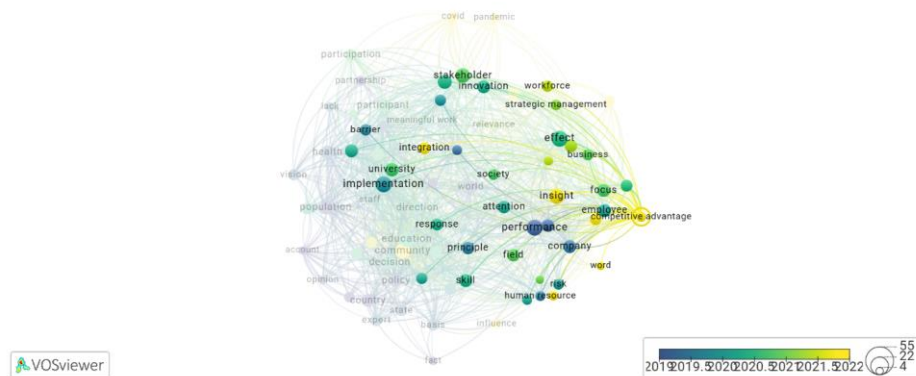 covid
pandemic
participation
stakeholder
partnership
innovation
workforce
lack
participant
strategic management
meaningful work
relevance
barrier
effect
integration
business
health
university
society
vision
implementation
world
focus
staff
insight
population
direction
attention
employee
competitive advantage
response
performance
education
community
principle
company
account
decision
field
word
opinion
policy
skill
risk
country
human resource
state
expert
basis
influence
fact
VOSviewer
2019 2019.5 2020 2020.5 2021 2021.5 2022
55
22
4